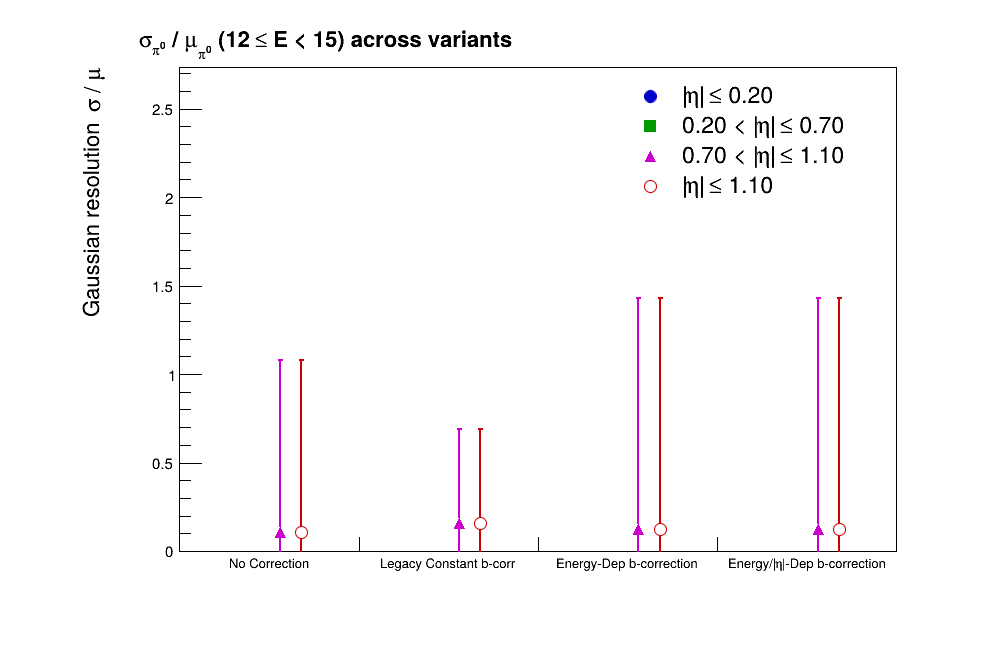 σπ⁰ / μπ⁰ (12 ≤ E < 15) across variants
Gaussian resolution σ / μ
|η| ≤ 0.20
0.20 < |η| ≤ 0.70
0.70 < |η| ≤ 1.10
|η| ≤ 1.10
2.5
2
1.5
1
0.5
0
No Correction
Legacy Constant b-corr
Energy-Dep b-correction
Energy/|η|-Dep b-correction